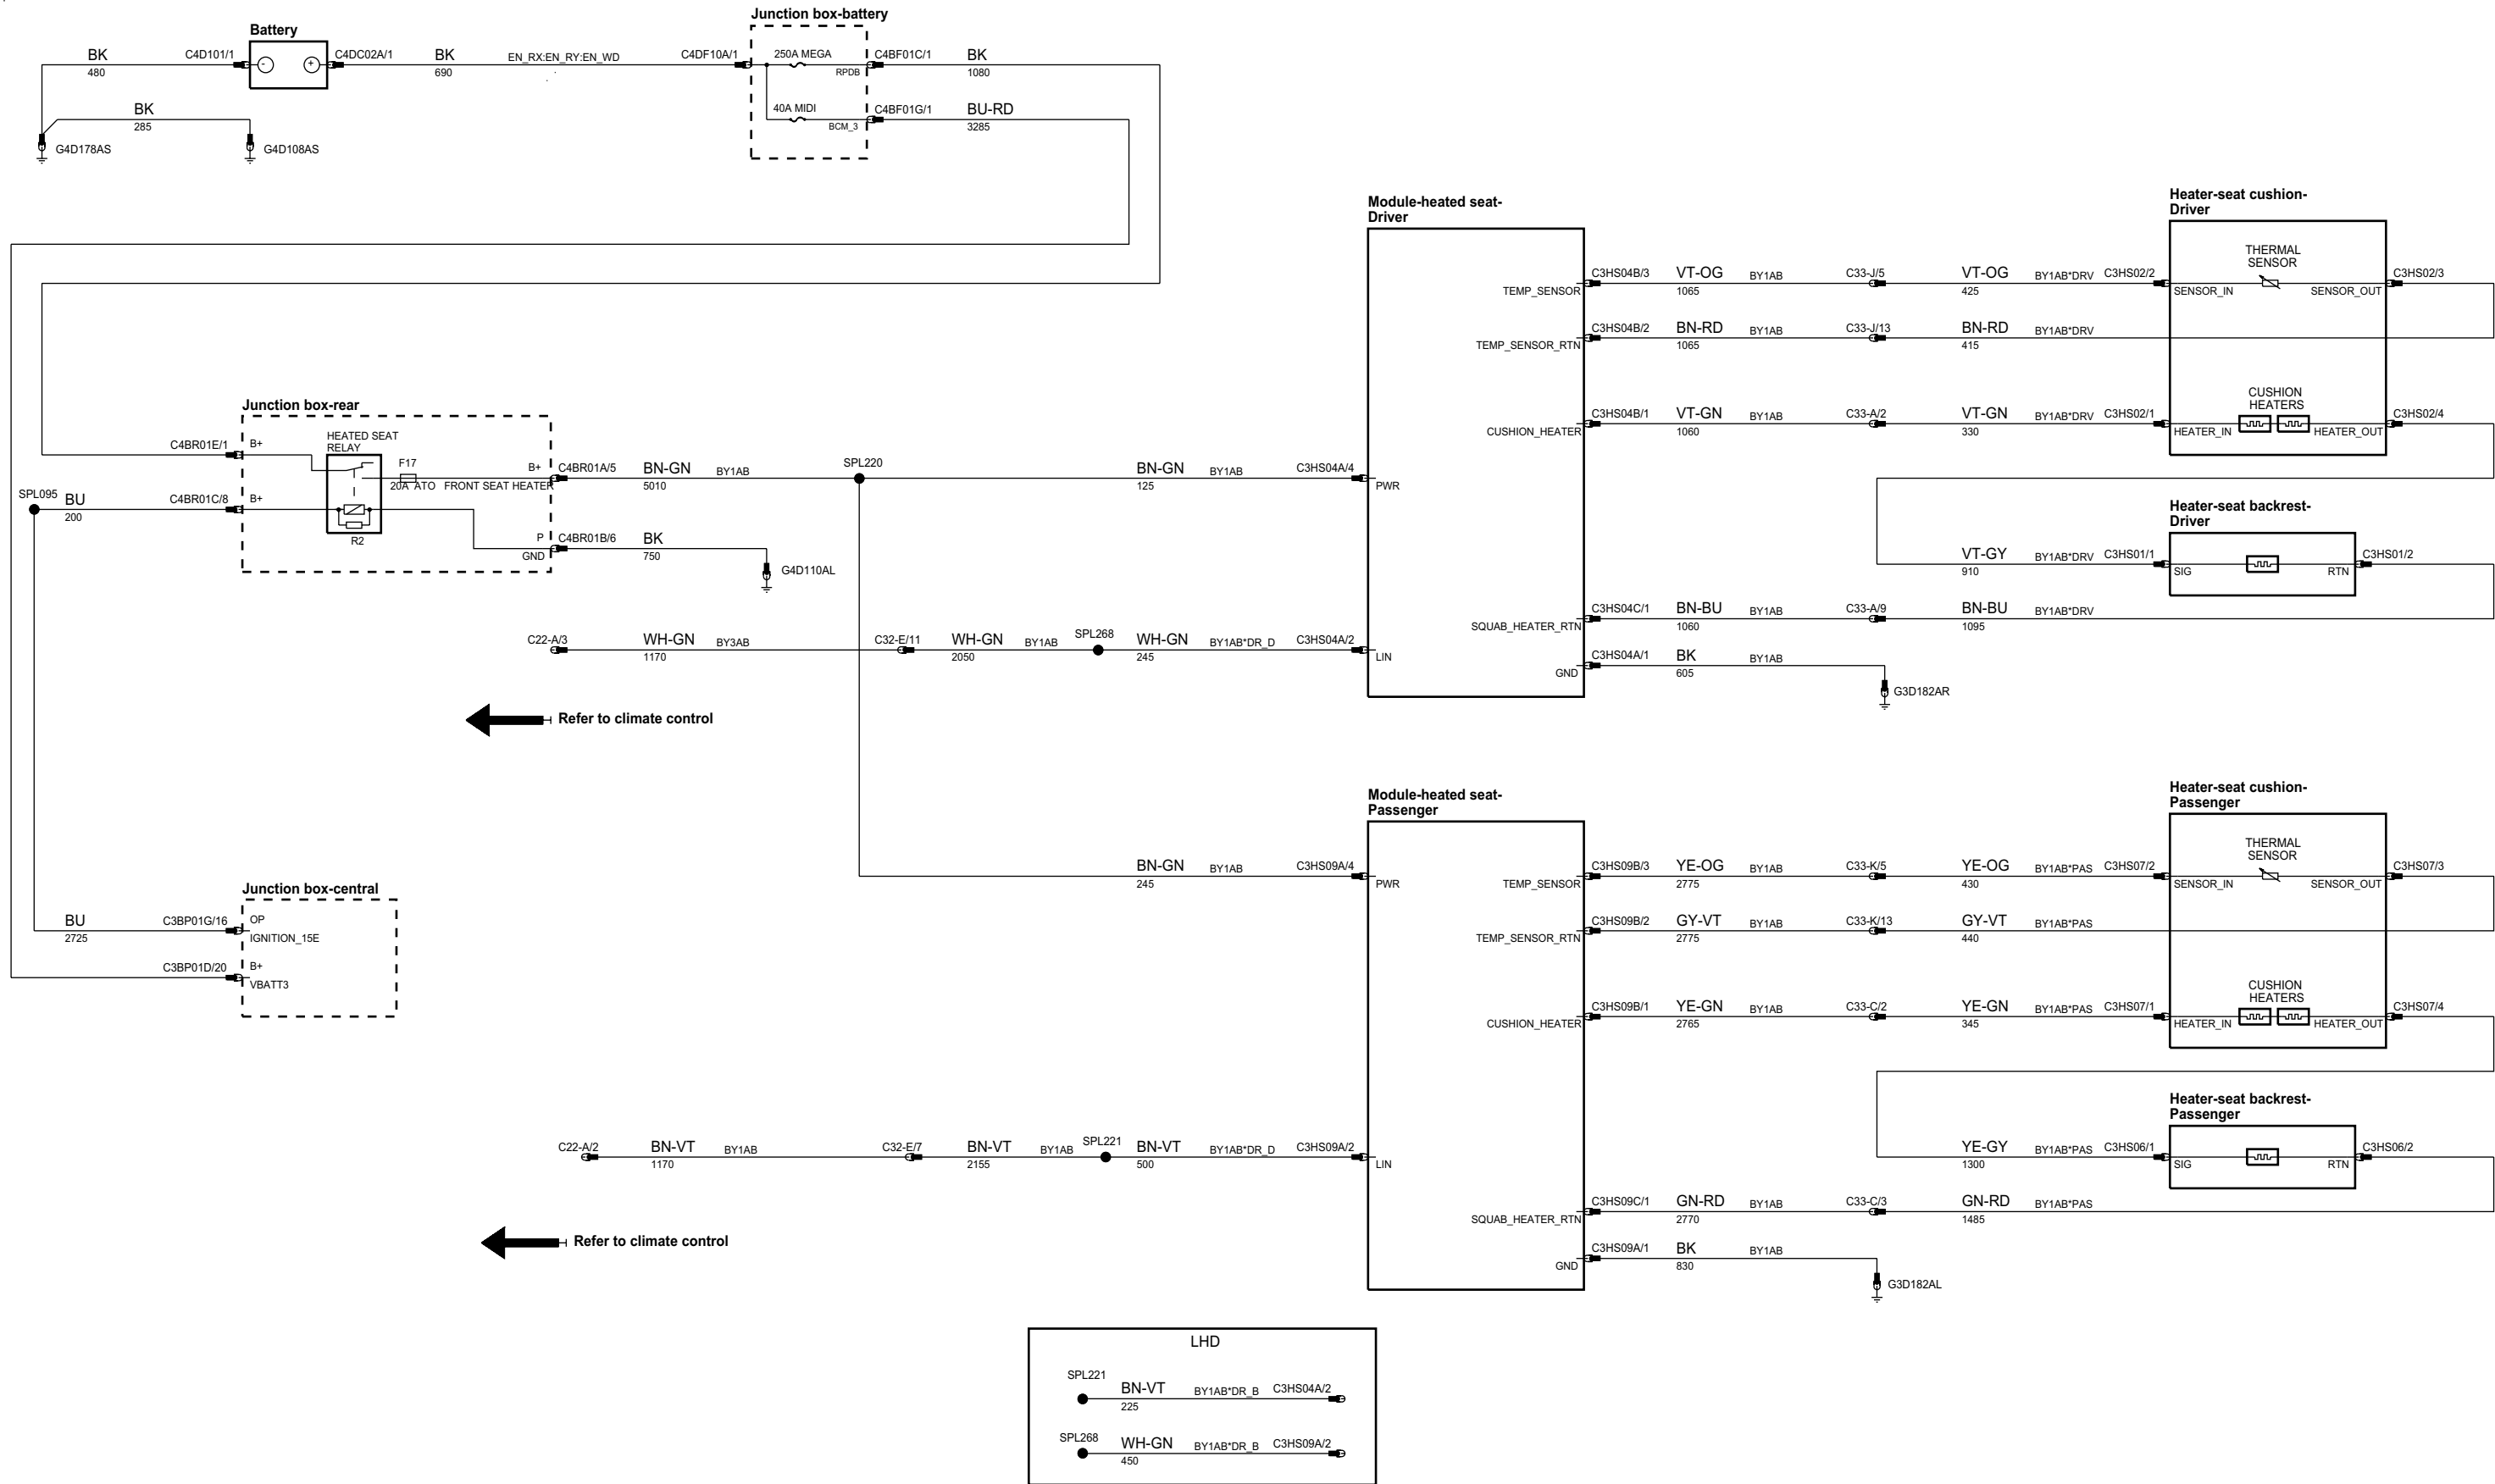 Junction box-battery
Battery
BK
480
C4D101/1
-
+
C4DC02A/1
BK
690
EN_RX:EN_RY:EN_WD
C4DF10A/1
250A MEGA
RPDB
C4BF01C/1
BK
1080
BK
285
40A MIDI
BCM_3
C4BF01G/1
BU-RD
3285
G4D178AS
G4D108AS
Module-heated seat-
Driver
Heater-seat cushion-
Driver
THERMAL
SENSOR
TEMP_SENSOR
C3HS04B/3
VT-OG
1065
BY1AB
C33-J/5
VT-OG
425
BY1AB*DRV
C3HS02/2
SENSOR_IN
SENSOR_OUT
C3HS02/3
TEMP_SENSOR_RTN
C3HS04B/2
BN-RD
1065
BY1AB
C33-J/13
BN-RD
415
BY1AB*DRV
CUSHION
HEATERS
CUSHION_HEATER
C3HS04B/1
VT-GN
1060
BY1AB
C33-A/2
VT-GN
330
BY1AB*DRV
C3HS02/1
HEATER_IN
HEATER_OUT
C3HS02/4
Junction box-rear
C4BR01E/1
B+
HEATED SEAT
RELAY
F17
20A ATO FRONT SEAT HEATER
B+
C4BR01A/5
BN-GN
5010
BY1AB
SPL220
BN-GN
125
BY1AB
C3HS04A/4
PWR
SPL095
BU
200
C4BR01C/8
B+
R2
P
GND
C4BR01B/6
BK
750
G4D110AL
Heater-seat backrest-
Driver
VT-GY
910
BY1AB*DRV
C3HS01/1
SIG
RTN
C3HS01/2
SQUAB_HEATER_RTN
C3HS04C/1
BN-BU
1060
BY1AB
C33-A/9
BN-BU
1095
BY1AB*DRV
C22-A/3
WH-GN
1170
BY3AB
C32-E/11
WH-GN
2050
BY1AB
SPL268
WH-GN
245
BY1AB*DR_D
C3HS04A/2
LIN
GND
C3HS04A/1
BK
605
BY1AB
G3D182AR
Refer to climate control
Module-heated seat-
Passenger
Heater-seat cushion-
Passenger
THERMAL
SENSOR
BN-GN
245
BY1AB
C3HS09A/4
PWR
TEMP_SENSOR
C3HS09B/3
YE-OG
2775
BY1AB
C33-K/5
YE-OG
430
BY1AB*PAS
C3HS07/2
SENSOR_IN
SENSOR_OUT
C3HS07/3
Junction box-central
BU
2725
C3BP01G/16
OP
IGNITION_15E
C3BP01D/20
B+
VBATT3
TEMP_SENSOR_RTN
C3HS09B/2
GY-VT
2775
BY1AB
C33-K/13
GY-VT
440
BY1AB*PAS
CUSHION
HEATERS
CUSHION_HEATER
C3HS09B/1
YE-GN
2765
BY1AB
C33-C/2
YE-GN
345
BY1AB*PAS
C3HS07/1
HEATER_IN
HEATER_OUT
C3HS07/4
Heater-seat backrest-
Passenger
C22-A/2
BN-VT
1170
BY1AB
C32-E/7
BN-VT
2155
BY1AB
SPL221
BN-VT
500
BY1AB*DR_D
C3HS09A/2
LIN
YE-GY
1300
BY1AB*PAS
C3HS06/1
SIG
RTN
C3HS06/2
SQUAB_HEATER_RTN
C3HS09C/1
GN-RD
2770
BY1AB
C33-C/3
GN-RD
1485
BY1AB*PAS
Refer to climate control
GND
C3HS09A/1
BK
830
BY1AB
G3D182AL
LHD
SPL221
BN-VT
225
BY1AB*DR_B
C3HS04A/2
SPL268
WH-GN
450
BY1AB*DR_B
C3HS09A/2